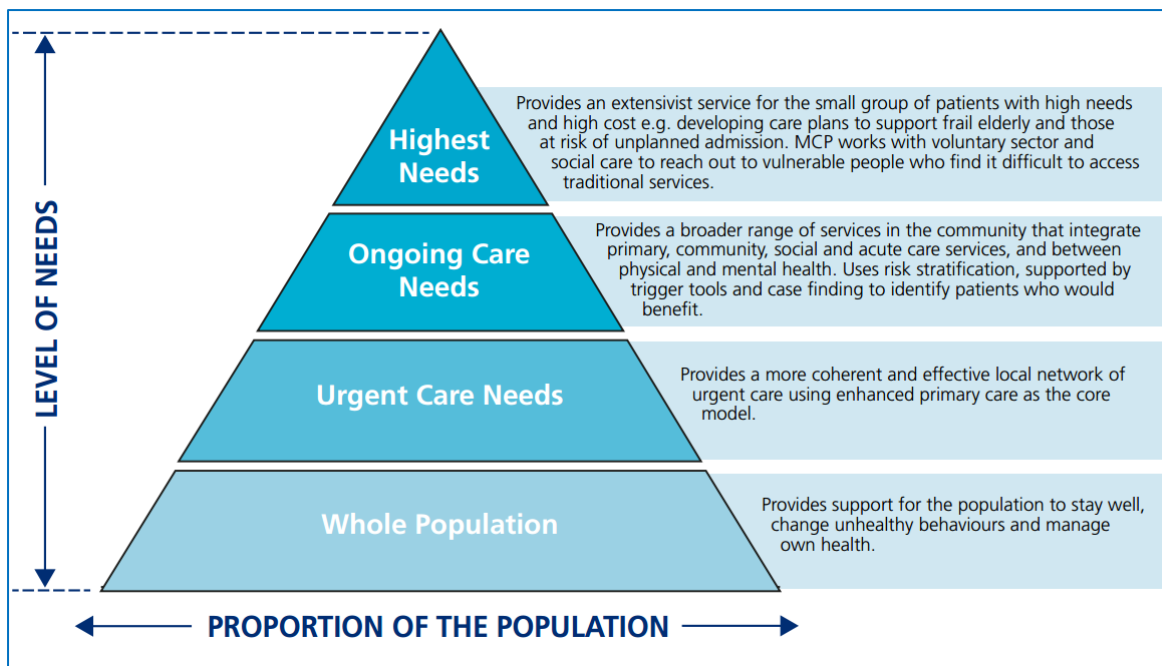 Highest
Needs
Provides an extensivist service for the small group of patients with high needs
and high cost e.g. developing care plans to support frail elderly and those
at risk of unplanned admission. MCP works with voluntary sector and
social care to reach out to vulnerable people who find it difficult to access
traditional services.
Ongoing Care
Needs
Provides a broader range of services in the community that integrate
primary, community, social and acute care services, and between
physical and mental health. Uses risk stratification, supported by
trigger tools and case finding to identify patients who would
benefit.
LEVEL OF NEEDS
Urgent Care Needs
Provides a more coherent and effective local network of
urgent care using enhanced primary care as the core
model.
Whole Population
Provides support for the population to stay well,
change unhealthy behaviours and manage
own health.
PROPORTION OF THE POPULATION